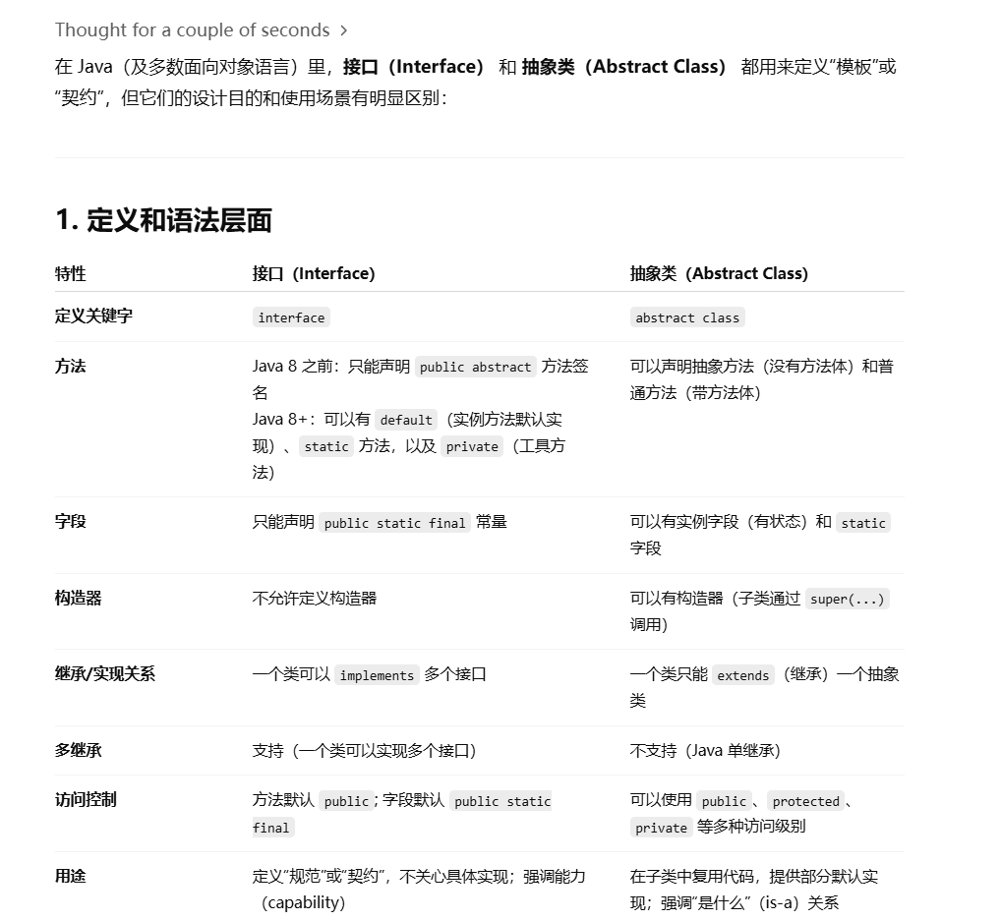 Thought for a couple of seconds >
在 Java（及多数面向对象语言）里，接口（Interface） 和 抽象类（Abstract Class） 都用来定义“模板”或
“契约”，但它们的设计目的和使用场景有明显区别：
1. 定义和语法层面
特性 接口（Interface） 抽象类（Abstract Class）
定义关键字 interface abstract class
方法 Java 8 之前：只能声明 public abstract 方法签
名
Java 8+：可以有 default （实例方法默认实
现）、 static 方法，以及 private （工具方
法）
可以声明抽象方法（没有方法体）和普
通方法（带方法体）
字段 只能声明 public static final 常量 可以有实例字段（有状态）和 static
字段
构造器 不允许定义构造器 可以有构造器（子类通过 super(...)
调用）
继承/实现关系 一个类可以 implements 多个接口 一个类只能 extends （继承）一个抽象
类
多继承 支持（一个类可以实现多个接口） 不支持（Java 单继承）
访问控制 方法默认 public；字段默认 public static
final
可以使用 public 、 protected 、
private 等多种访问级别
用途 定义“规范”或“契约”，不关心具体实现；强调能力
（capability）
在子类中复用代码，提供部分默认实
现；强调“是什么”（is-a）关系